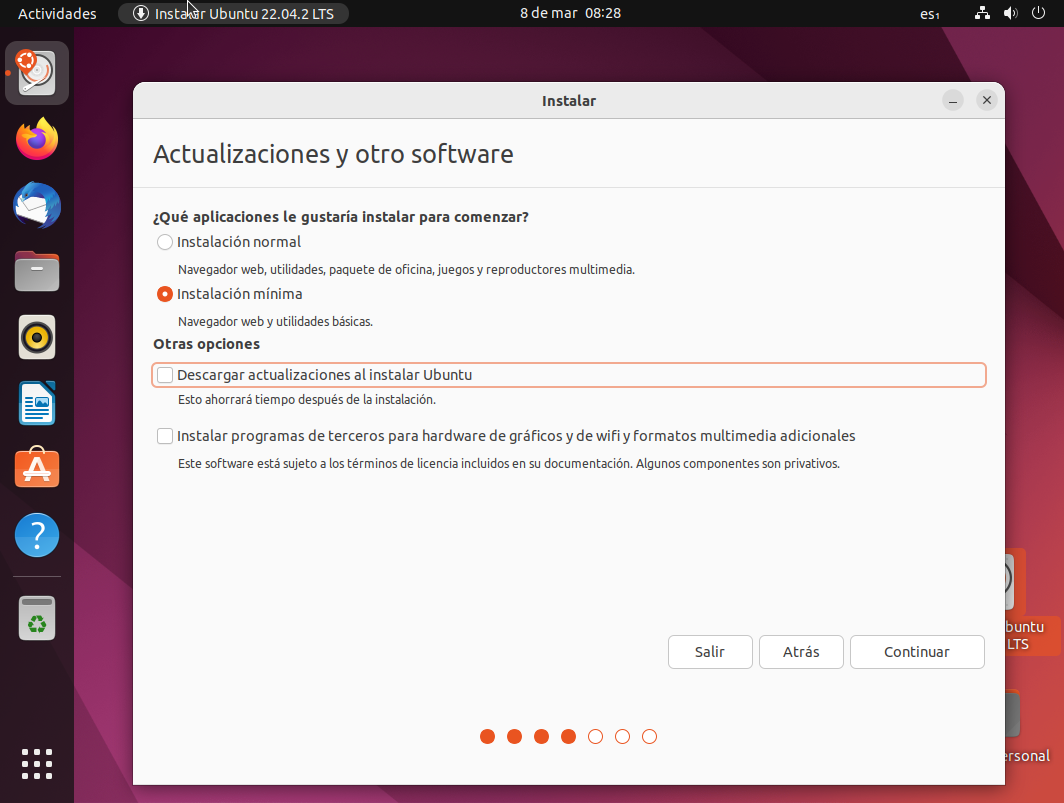 Actividades
Instalar Ubuntu 22.04.2 LTS
8 de mar 08:28
es₁
Instalar
Actualizaciones y otro software
¿Qué aplicaciones le gustaría instalar para comenzar?
Instalación normal
Navegador web, utilidades, paquete de oficina, juegos y reproductores multimedia.
Instalación mínima
Navegador web y utilidades básicas.
Otras opciones
Descargar actualizaciones al instalar Ubuntu
Esto ahorrará tiempo después de la instalación.
Instalar programas de terceros para hardware de gráficos y de wifi y formatos multimedia adicionales
Este software está sujeto a los términos de licencia incluidos en su documentación. Algunos componentes son privativos.
buntu
LTS
Salir
Atrás
Continuar
ersonal